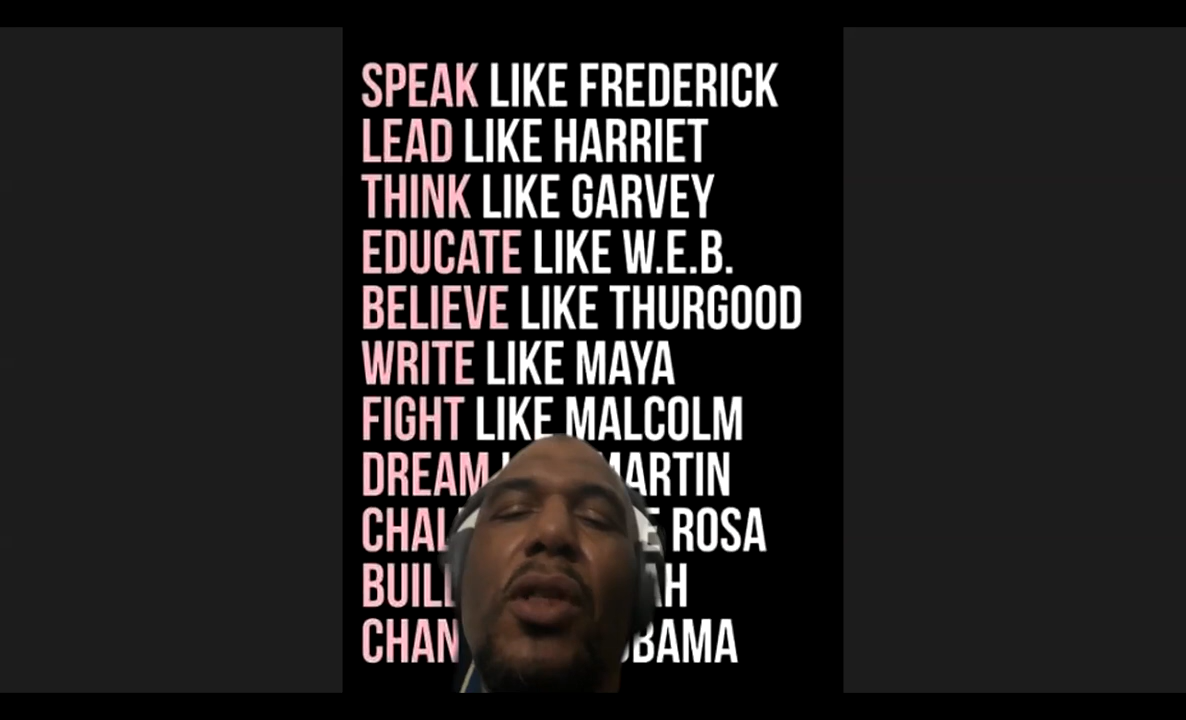 SPEAK LIKE FREDERICK
LEAD LIKE HARRIET
THINK LIKE GARVEY
EDUCATE LIKE W.E.B.
BELIEVE LIKE THURGOOD
WRITE LIKE MAYA
FIGHT LIKE MALCOLM
DREAM MARTIN
ROSA